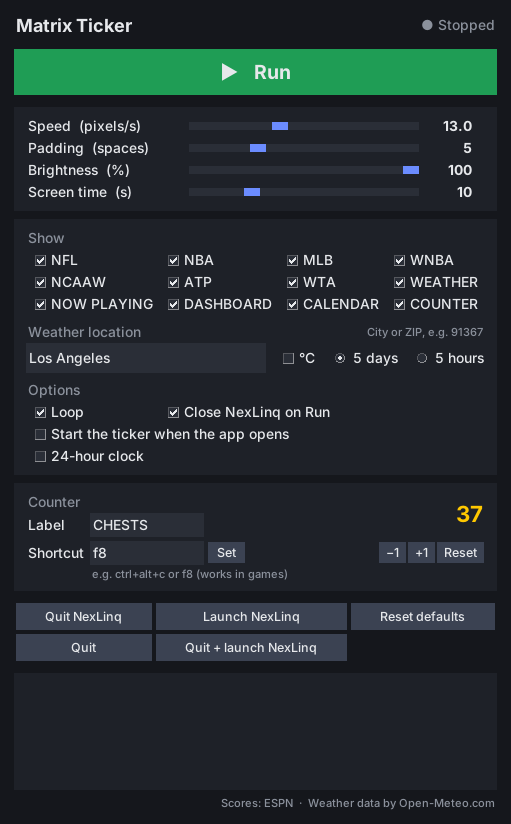 Matrix Ticker
Stopped
Run
Speed (pixels/s) 13.0
Padding (spaces) 5
Brightness (%) 100
Screen time (s) 10
Show
NFL NBA MLB WNBA
NCAAW ATP WTA WEATHER
NOW PLAYING DASHBOARD CALENDAR COUNTER
Weather location City or ZIP, e.g. 91367
Los Angeles °C 5 days 5 hours
Options
Loop Close NexLinq on Run
Start the ticker when the app opens
24-hour clock
Counter
37
Label CHESTS
Shortcut f8 Set −1 +1 Reset
e.g. ctrl+alt+c or f8 (works in games)
Quit NexLinq Launch NexLinq Reset defaults
Quit Quit + launch NexLinq
Scores: ESPN · Weather data by Open-Meteo.com